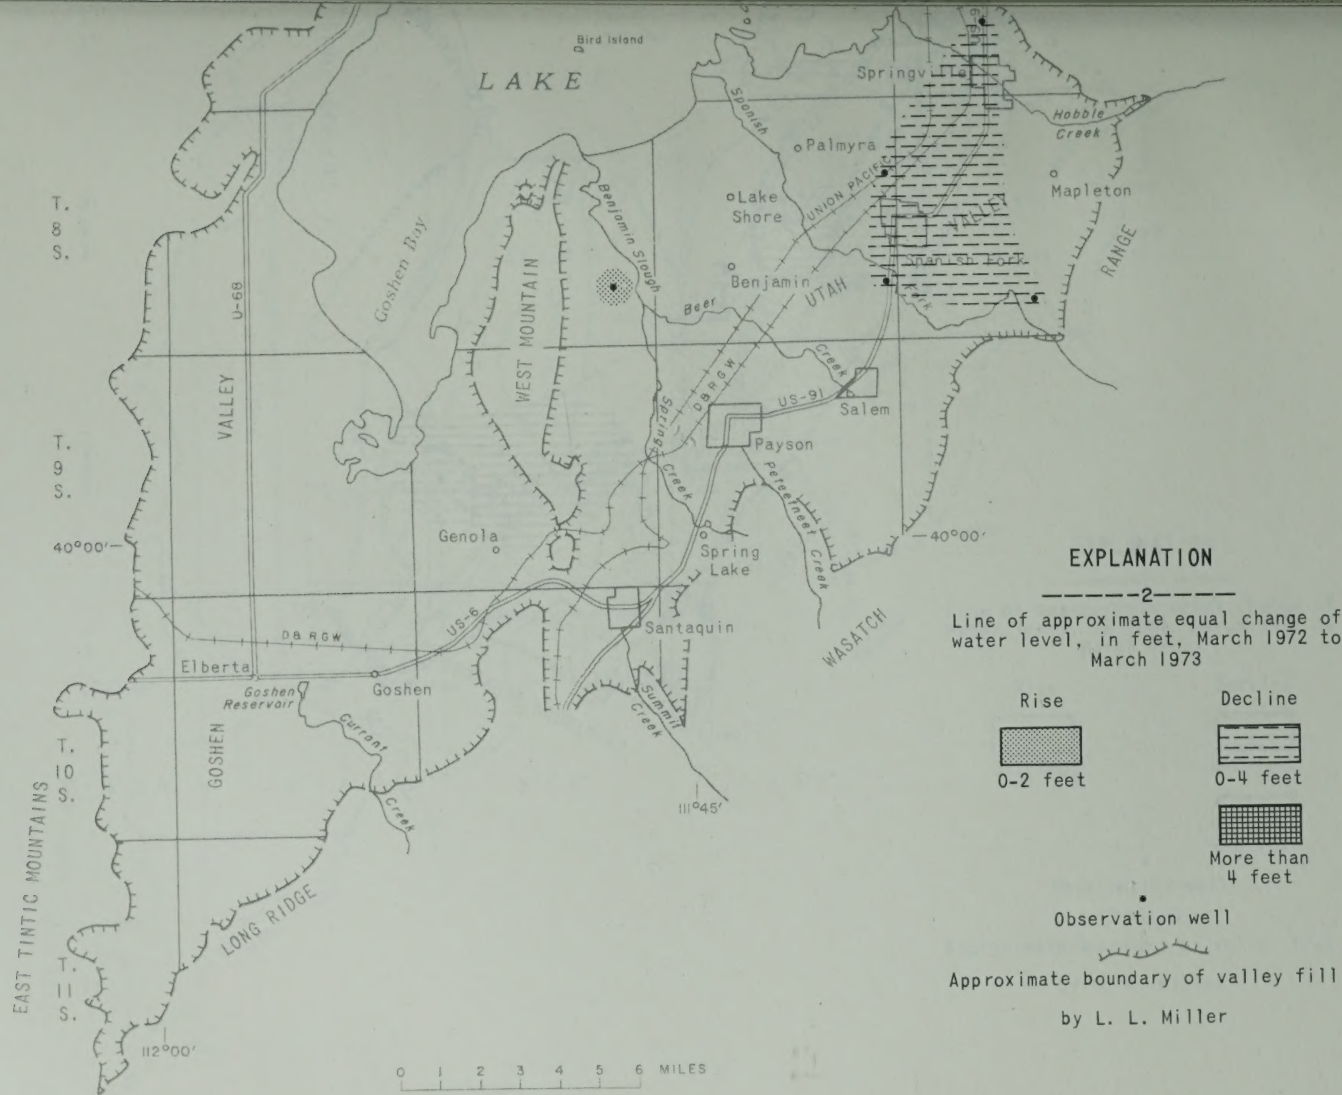 Bird Island
LAKE
Springville
Hobble
Creek
Spanish
Palmyra
UNION PACIFIC
Mapleton
Lake
Shore
VALLEY
RANGE
T.
8
S.
Benjamin Slough
Goshen Bay
Spanish Fork
Benjamin
UTAH
Fork
U-68
WEST MOUNTAIN
Beer
Creek
VALLEY
D&RGW
US-91
Salem
Spring
Creek
Payson
T.
9
S.
Peteetneet Creek
Genola
40°00'
40°00'
Spring
Lake
EXPLANATION
2
Line of approximate equal change of
water level, in feet, March 1972 to
March 1973
US-6
D&RGW
Santaquin
WASATCH
Elberta
Goshen
Reservoir
Goshen
Summit
Creek
Rise
Decline
GOSHEN
Currant
Creek
T.
10
S.
0-2 feet
0-4 feet
111°45'
More than
4 feet
EAST TINTIC MOUNTAINS
LONG RIDGE
Observation well
T.
11
S.
Approximate boundary of valley fill
by L. L. Miller
112°00'
0 1 2 3 4 5 6 MILES